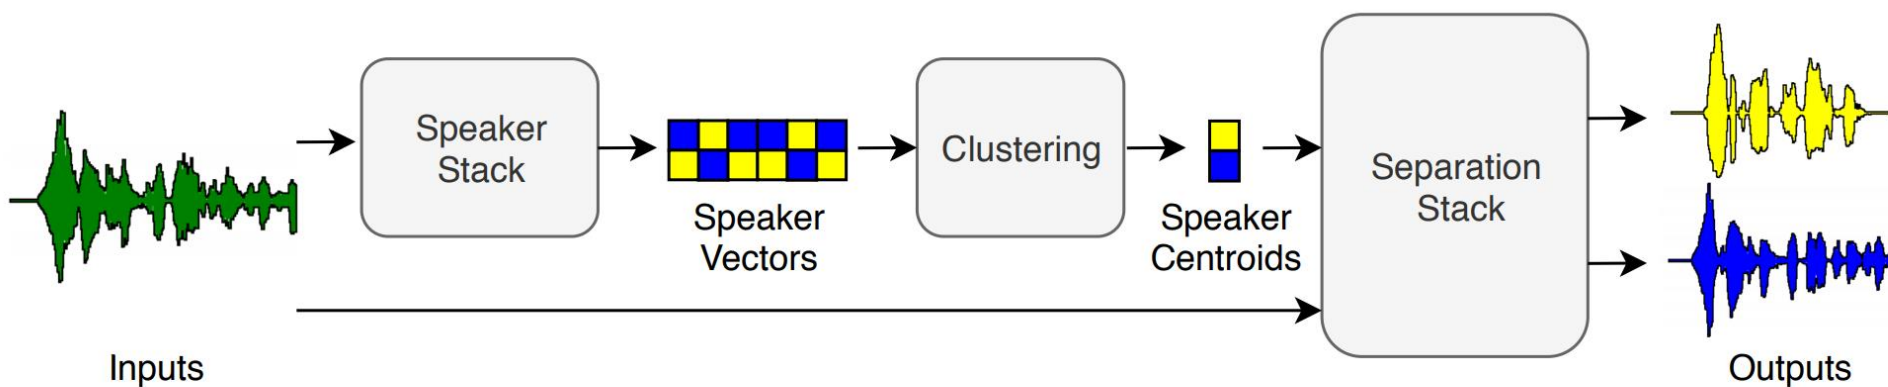 Inputs
Speaker
Stack
Speaker
Vectors
Clustering
Speaker
Centroids
Separation
Stack
Outputs